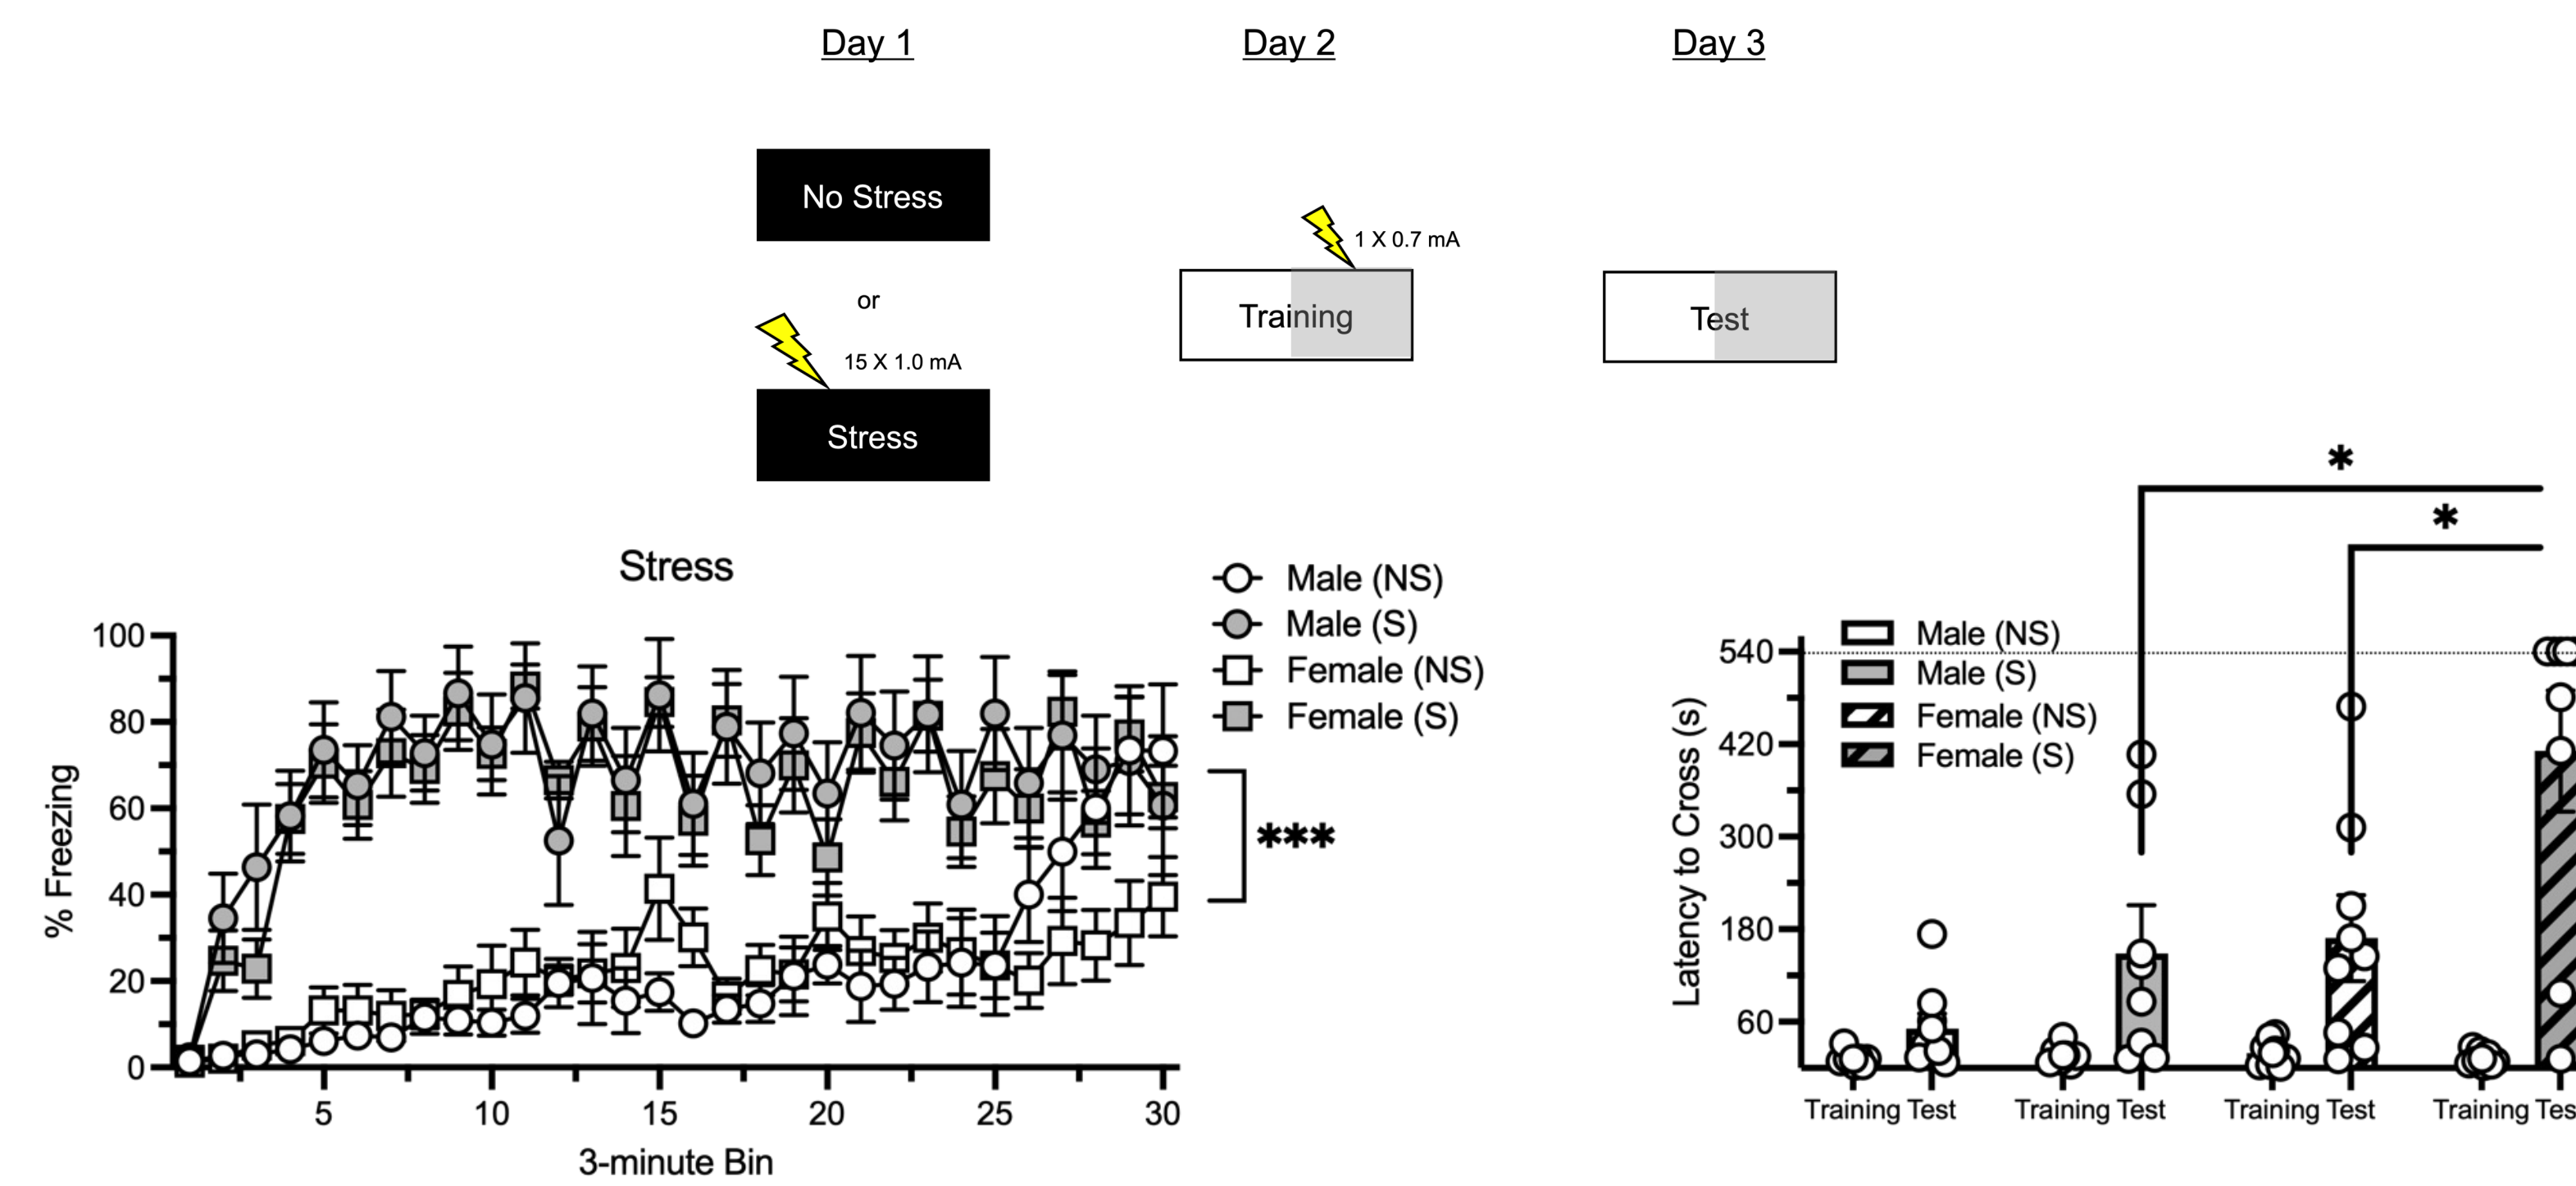 Day 1
Day 2
Day 3
No Stress
or
15 X 1.0 mA
Stress
1 X 0.7 mA
Training
Test
Stress
% Freezing
100
80
60
40
20
0
5
10
15
20
25
30
3-minute Bin
Male (NS)
Male (S)
Female (NS)
Female (S)
***
*
*
Latency to Cross (s)
540
420
300
180
60
Male (NS)
Male (S)
Female (NS)
Female (S)
Training Test
Training Test
Training Test
Training Tes